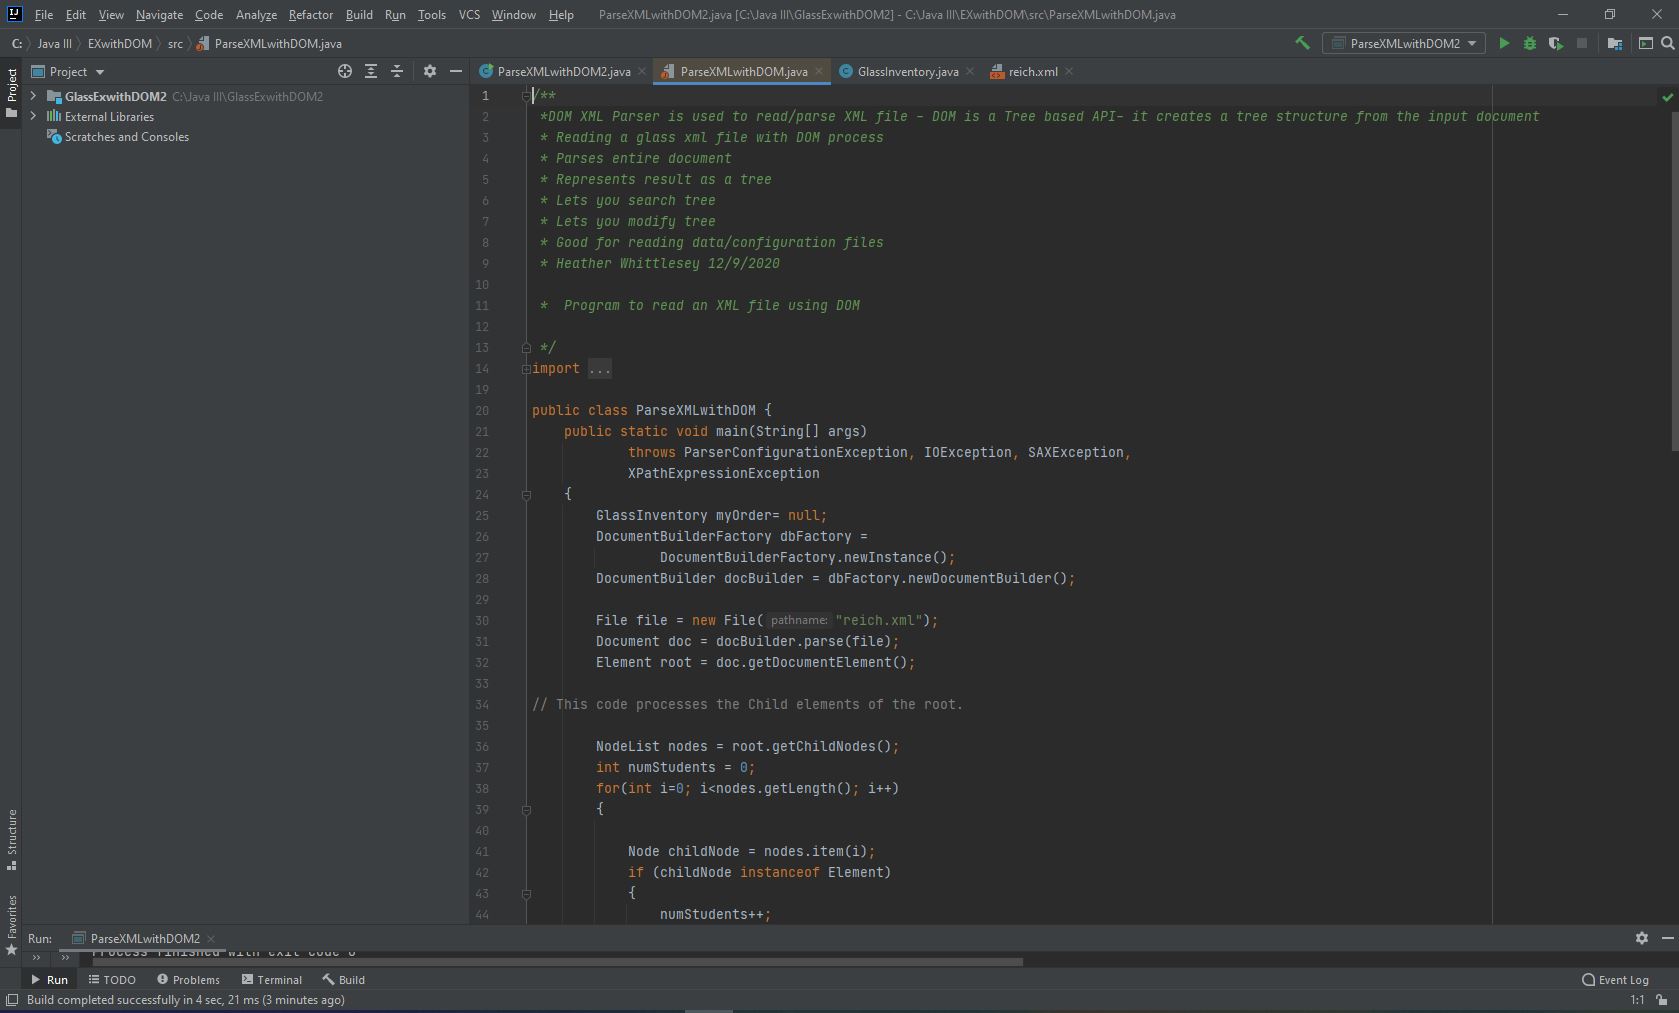 File Edit View Navigate Code Analyze Refactor Build Run Tools VCS Window Help ParseXMLwithDOM2.java [C:\Java III\GlassExwithDOM2] - C:\Java III\EXwithDOM\src\ParseXMLwithDOM.java
C: Java III EXwithDOM src ParseXMLwithDOM.java ParseXMLwithDOM2
Project
Project
ParseXMLwithDOM2.java ParseXMLwithDOM.java GlassInventory.java reich.xml
GlassExwithDOM2 C:\Java III\GlassExwithDOM2
External Libraries
Scratches and Consoles
1 /**
2 *DOM XML Parser is used to read/parse XML file - DOM is a Tree based API- it creates a tree structure from the input document
3 * Reading a glass xml file with DOM process
4 * Parses entire document
5 * Represents result as a tree
6 * Lets you search tree
7 * Lets you modify tree
8 * Good for reading data/configuration files
9 * Heather Whittlesey 12/9/2020
10
11 *  Program to read an XML file using DOM
12
13 */
14 import ...
19
20 public class ParseXMLwithDOM {
21 public static void main(String[] args)
22 throws ParserConfigurationException, IOException, SAXException,
23 XPathExpressionException
24 {
25 GlassInventory myOrder= null;
26 DocumentBuilderFactory dbFactory =
27 DocumentBuilderFactory.newInstance();
28 DocumentBuilder docBuilder = dbFactory.newDocumentBuilder();
29
30 File file = new File( pathname: "reich.xml");
31 Document doc = docBuilder.parse(file);
32 Element root = doc.getDocumentElement();
33
34 // This code processes the Child elements of the root.
35
36 NodeList nodes = root.getChildNodes();
37 int numStudents = 0;
38 for(int i=0; i<nodes.getLength(); i++)
39 {
40
41 Node childNode = nodes.item(i);
42 if (childNode instanceof Element)
43 {
44 numStudents++;
Structure
Favorites
Run: ParseXMLwithDOM2
Process finished with exit code 0
Run TODO Problems Terminal Build Event Log
Build completed successfully in 4 sec, 21 ms (3 minutes ago) 1:1